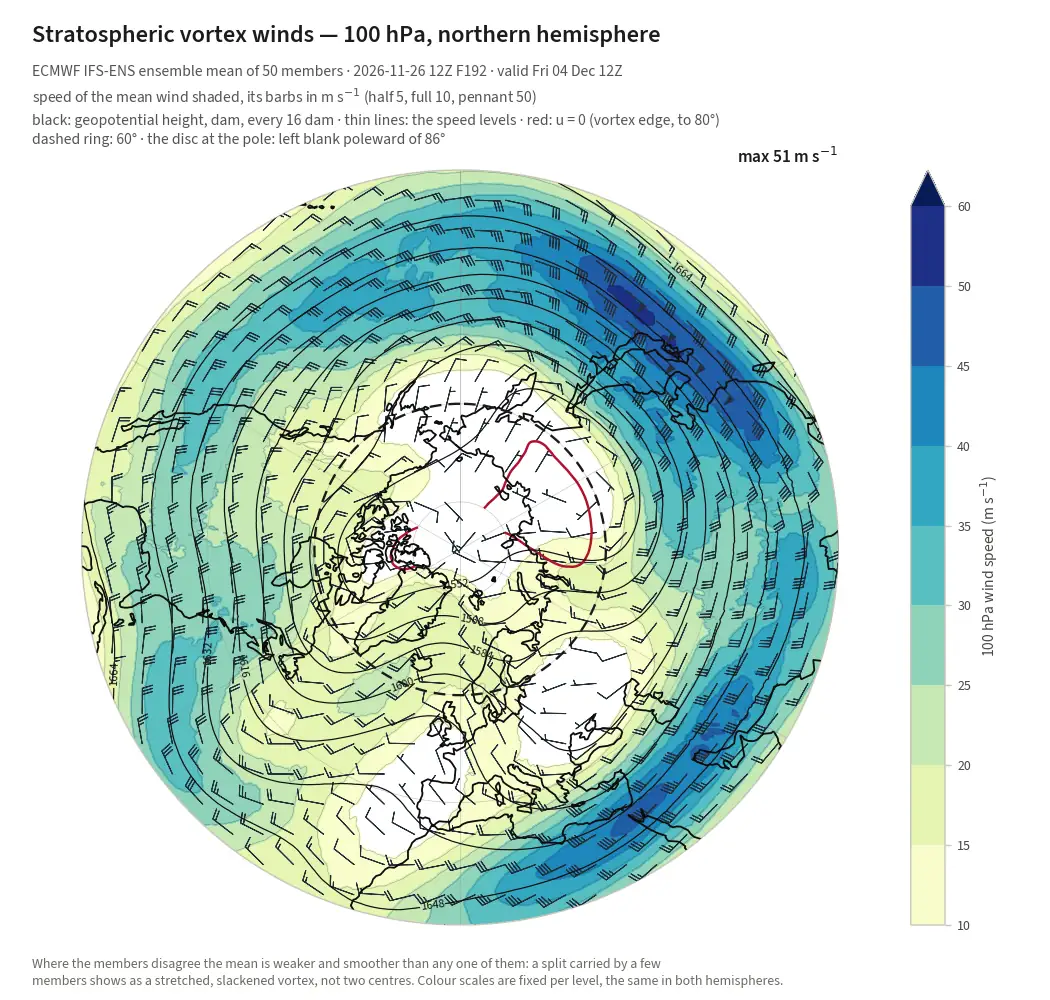 Stratospheric vortex winds — 100 hPa, northern hemisphere
ECMWF IFS-ENS ensemble mean of 50 members · 2026-11-26 12Z F192 · valid Fri 04 Dec 12Z
speed of the mean wind shaded, its barbs in m s⁻¹ (half 5, full 10, pennant 50)
black: geopotential height, dam, every 16 dam · thin lines: the speed levels · red: u = 0 (vortex edge, to 80°)
dashed ring: 60° · the disc at the pole: left blank poleward of 86°
max 51 m s⁻¹
1664
1552
1568
1584
1600
1632
1616
1664
1648
60
50
45
40
35
30
25
20
15
10
100 hPa wind speed (m s⁻¹)
Where the members disagree the mean is weaker and smoother than any one of them: a split carried by a few
members shows as a stretched, slackened vortex, not two centres. Colour scales are fixed per level, the same in both hemispheres.